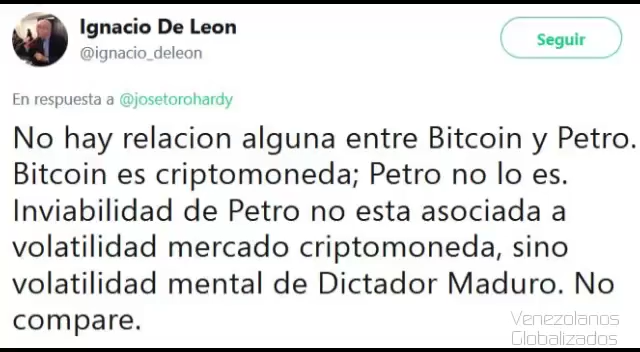 Ignacio De Leon
@ignacio_deleon
Seguir
En respuesta a @josetorohardy
No hay relacion alguna entre Bitcoin y Petro.
Bitcoin es criptomoneda; Petro no lo es.
Inviabilidad de Petro no esta asociada a
volatilidad mercado criptomoneda, sino
volatilidad mental de Dictador Maduro. No
compare.
Venezolanos
Globalizados